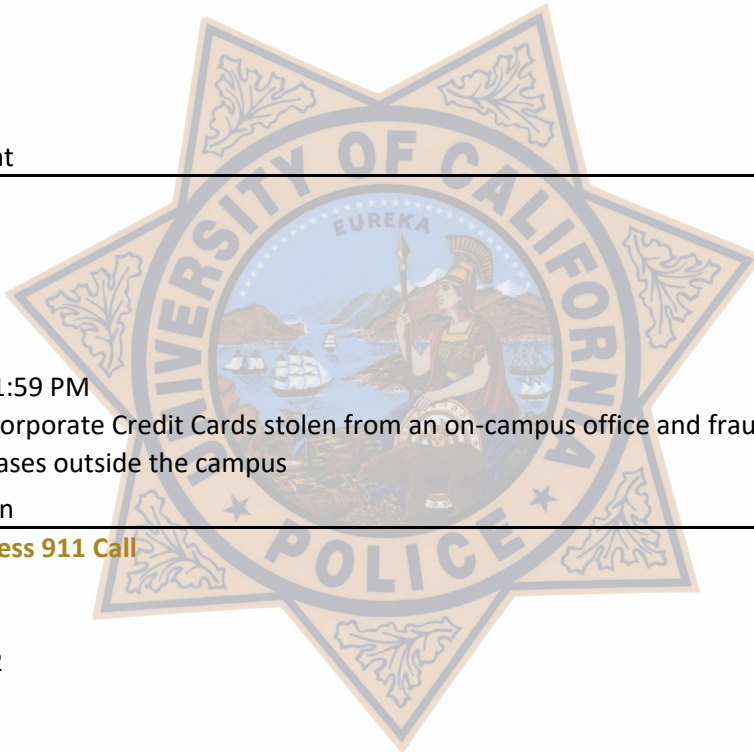 nt
UNIVERSITY OF CALIFORNIA
EUREKA
1:59 PM
orporate Credit Cards stolen from an on-campus office and frau
ases outside the campus
n
ess 911 Call
POLICE
2